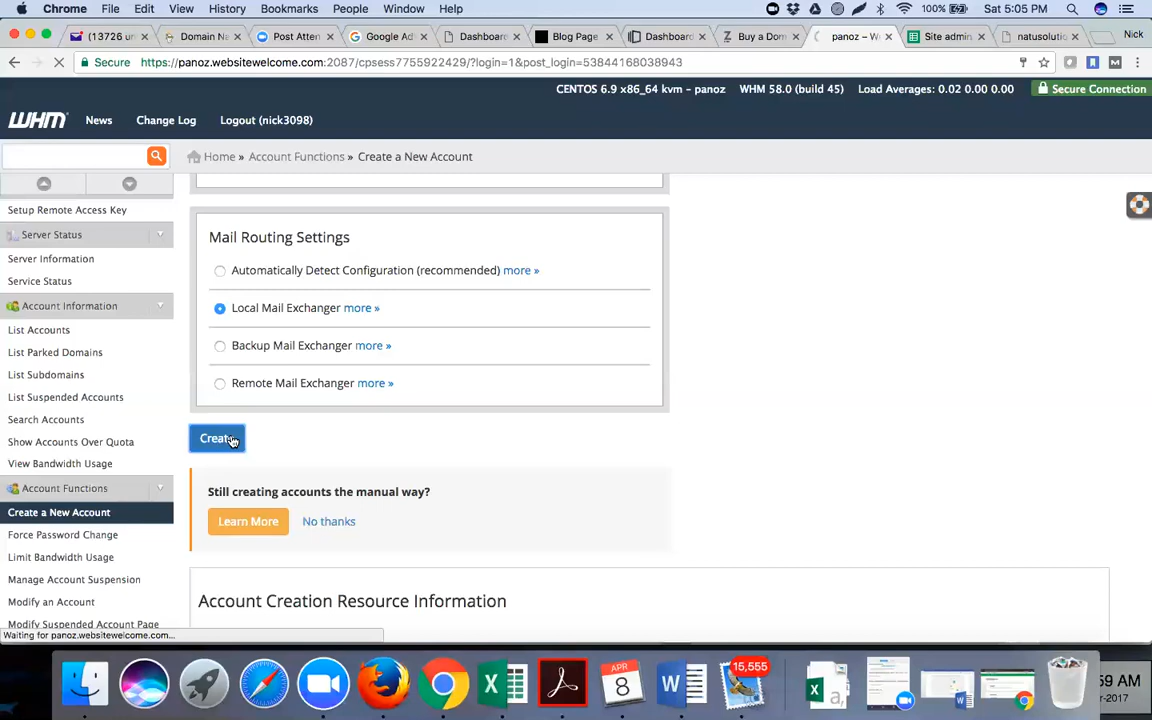 Chrome File Edit View History Bookmarks People Window Help 100% Sat 5:05 PM
(13726 un Domain Na Post Atten Google Ad Dashboard Blog Page Dashboard Buy a Dom panoz – W Site admin natusolutio Nick
Secure https://panoz.websitewelcome.com:2087/cpsess7755922429/?login=1&post_login=53844168038943
CENTOS 6.9 x86_64 kvm – panoz WHM 58.0 (build 45) Load Averages: 0.02 0.00 0.00 Secure Connection
WHM News Change Log Logout (nick3098)
Home » Account Functions » Create a New Account
Setup Remote Access Key
Server Status
Server Information
Service Status
Account Information
List Accounts
List Parked Domains
List Subdomains
List Suspended Accounts
Search Accounts
Show Accounts Over Quota
View Bandwidth Usage
Account Functions
Create a New Account
Force Password Change
Limit Bandwidth Usage
Manage Account Suspension
Modify an Account
Modify Suspended Account Page
Mail Routing Settings
Automatically Detect Configuration (recommended) more »
Local Mail Exchanger more »
Backup Mail Exchanger more »
Remote Mail Exchanger more »
Create
Still creating accounts the manual way?
Learn More No thanks
Account Creation Resource Information
Waiting for panoz.websitewelcome.com...
APR
8
15,555
59 AM
r-2017